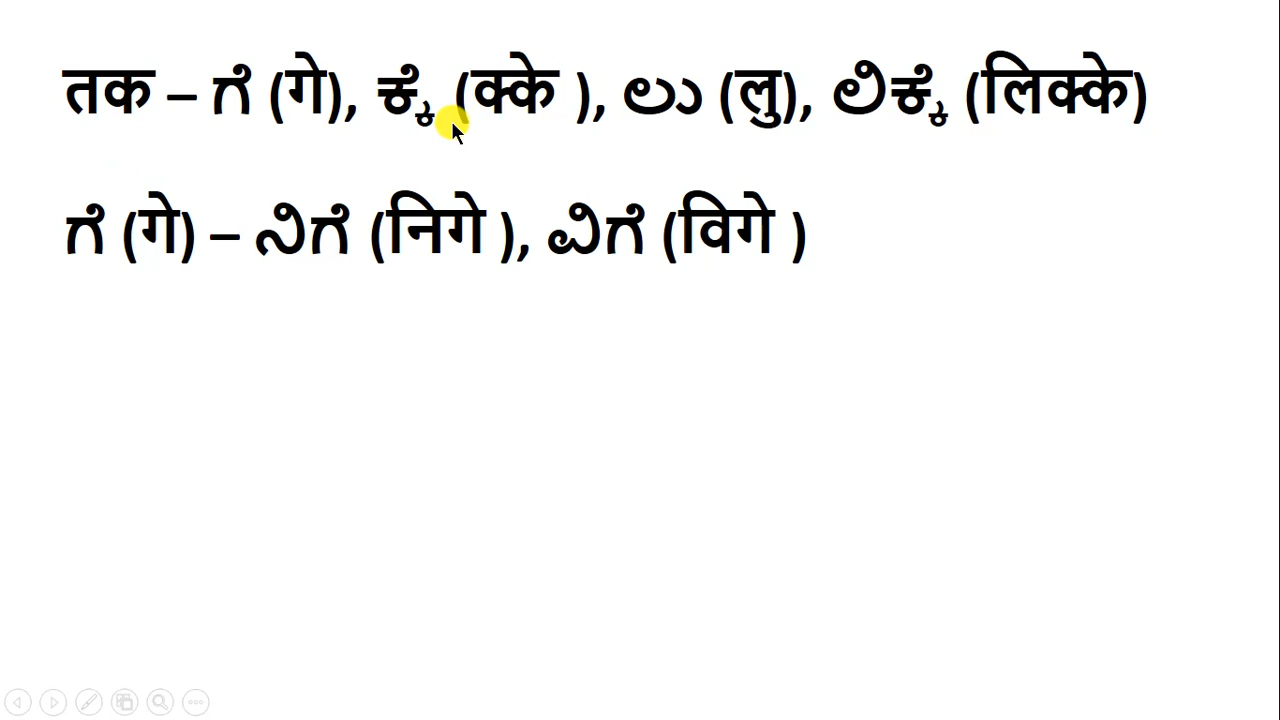 तक – ಗೆ (गे), ಕ್ಕೆ (क्के ), ಲು (लु), ಲಿಕ್ಕೆ (लिक्के)
ಗೆ (गे) – ನಿಗೆ (निगे ), ವಿಗೆ (विगे )